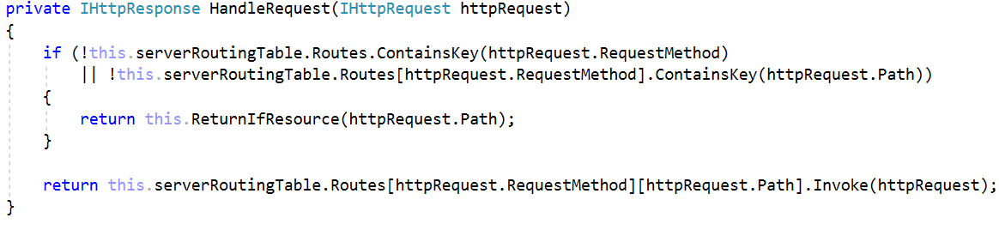 private IHttpResponse HandleRequest(IHttpRequest httpRequest)
{
    if (!this.serverRoutingTable.Routes.ContainsKey(httpRequest.RequestMethod)
        || !this.serverRoutingTable.Routes[httpRequest.RequestMethod].ContainsKey(httpRequest.Path))
    {
        return this.ReturnIfResource(httpRequest.Path);
    }

    return this.serverRoutingTable.Routes[httpRequest.RequestMethod][httpRequest.Path].Invoke(httpRequest);
}